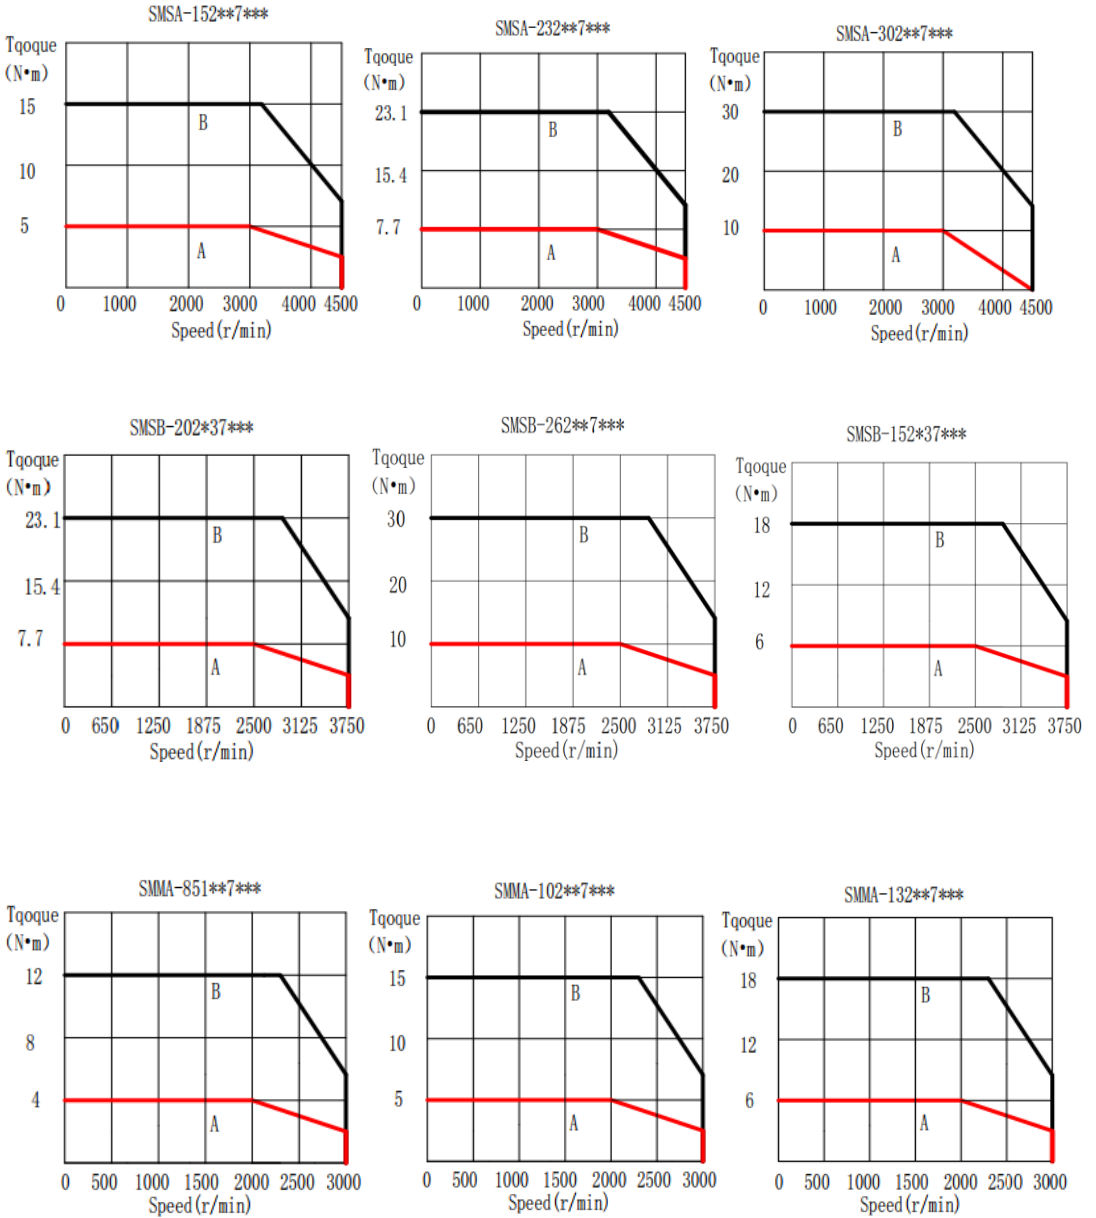 SMSA-152**7***
Tqoque
(N•m)
15
10
5
B
A
0 1000 2000 3000 4000 4500
Speed(r/min)
SMSA-232**7***
Tqoque
(N•m)
23.1
15.4
7.7
B
A
0 1000 2000 3000 4000 4500
Speed(r/min)
SMSA-302**7***
Tqoque
(N•m)
30
20
10
B
A
0 1000 2000 3000 4000 4500
Speed(r/min)
SMSB-202*37***
Tqoque
(N•m)
23.1
15.4
7.7
B
A
0 650 1250 1875 2500 3125 3750
Speed(r/min)
SMSB-262**7***
Tqoque
(N•m)
30
20
10
B
A
0 650 1250 1875 2500 3125 3750
Speed(r/min)
SMSB-152*37***
Tqoque
(N•m)
18
12
6
B
A
0 650 1250 1875 2500 3125 3750
Speed(r/min)
SMMA-851**7***
Tqoque
(N•m)
12
8
4
B
A
0 500 1000 1500 2000 2500 3000
Speed(r/min)
SMMA-102**7***
Tqoque
(N•m)
15
10
5
B
A
0 500 1000 1500 2000 2500 3000
Speed(r/min)
SMMA-132**7***
Tqoque
(N•m)
18
12
6
B
A
0 500 1000 1500 2000 2500 3000
Speed(r/min)